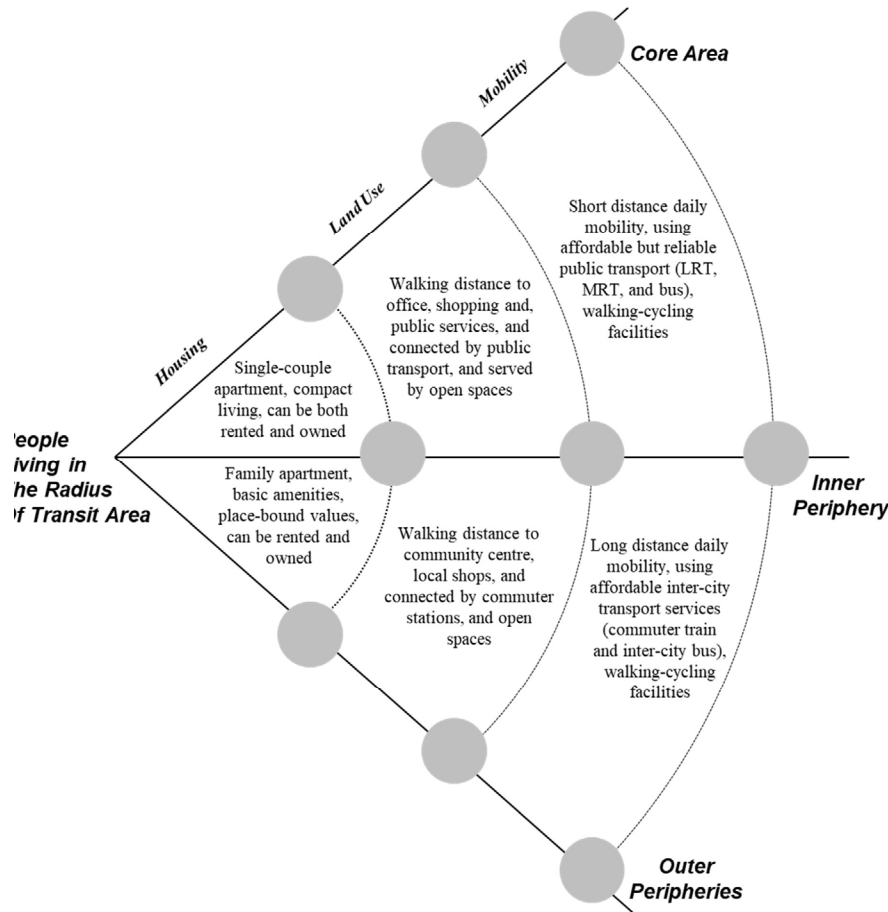 Core Area
Mobility
Land Use
Housing
Short distance daily
mobility, using
affordable but reliable
public transport (LRT,
MRT, and bus),
walking-cycling
facilities
Walking distance to
office, shopping and,
public services, and
connected by public
transport, and served
by open spaces
Single-couple
apartment, compact
living, can be both
rented and owned
eople
iving in
he Radius
Of Transit Area
Inner
Periphery
Family apartment,
basic amenities,
place-bound values,
can be rented and
owned
Walking distance to
community centre,
local shops, and
connected by commuter
stations, and open
spaces
Long distance daily
mobility, using
affordable inter-city
transport services
(commuter train
and inter-city bus),
walking-cycling
facilities
Outer
Peripheries